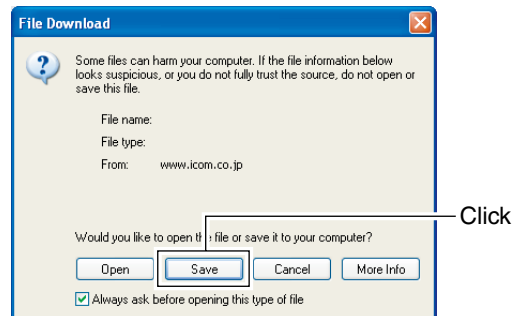 File Download
Some files can harm your computer. If the file information below
looks suspicious, or you do not fully trust the source, do not open or
save this file.
File name:
File type:
From: www.icom.co.jp
Click
Would you like to open the file or save it to your computer?
Open Save Cancel More Info
Always ask before opening this type of file